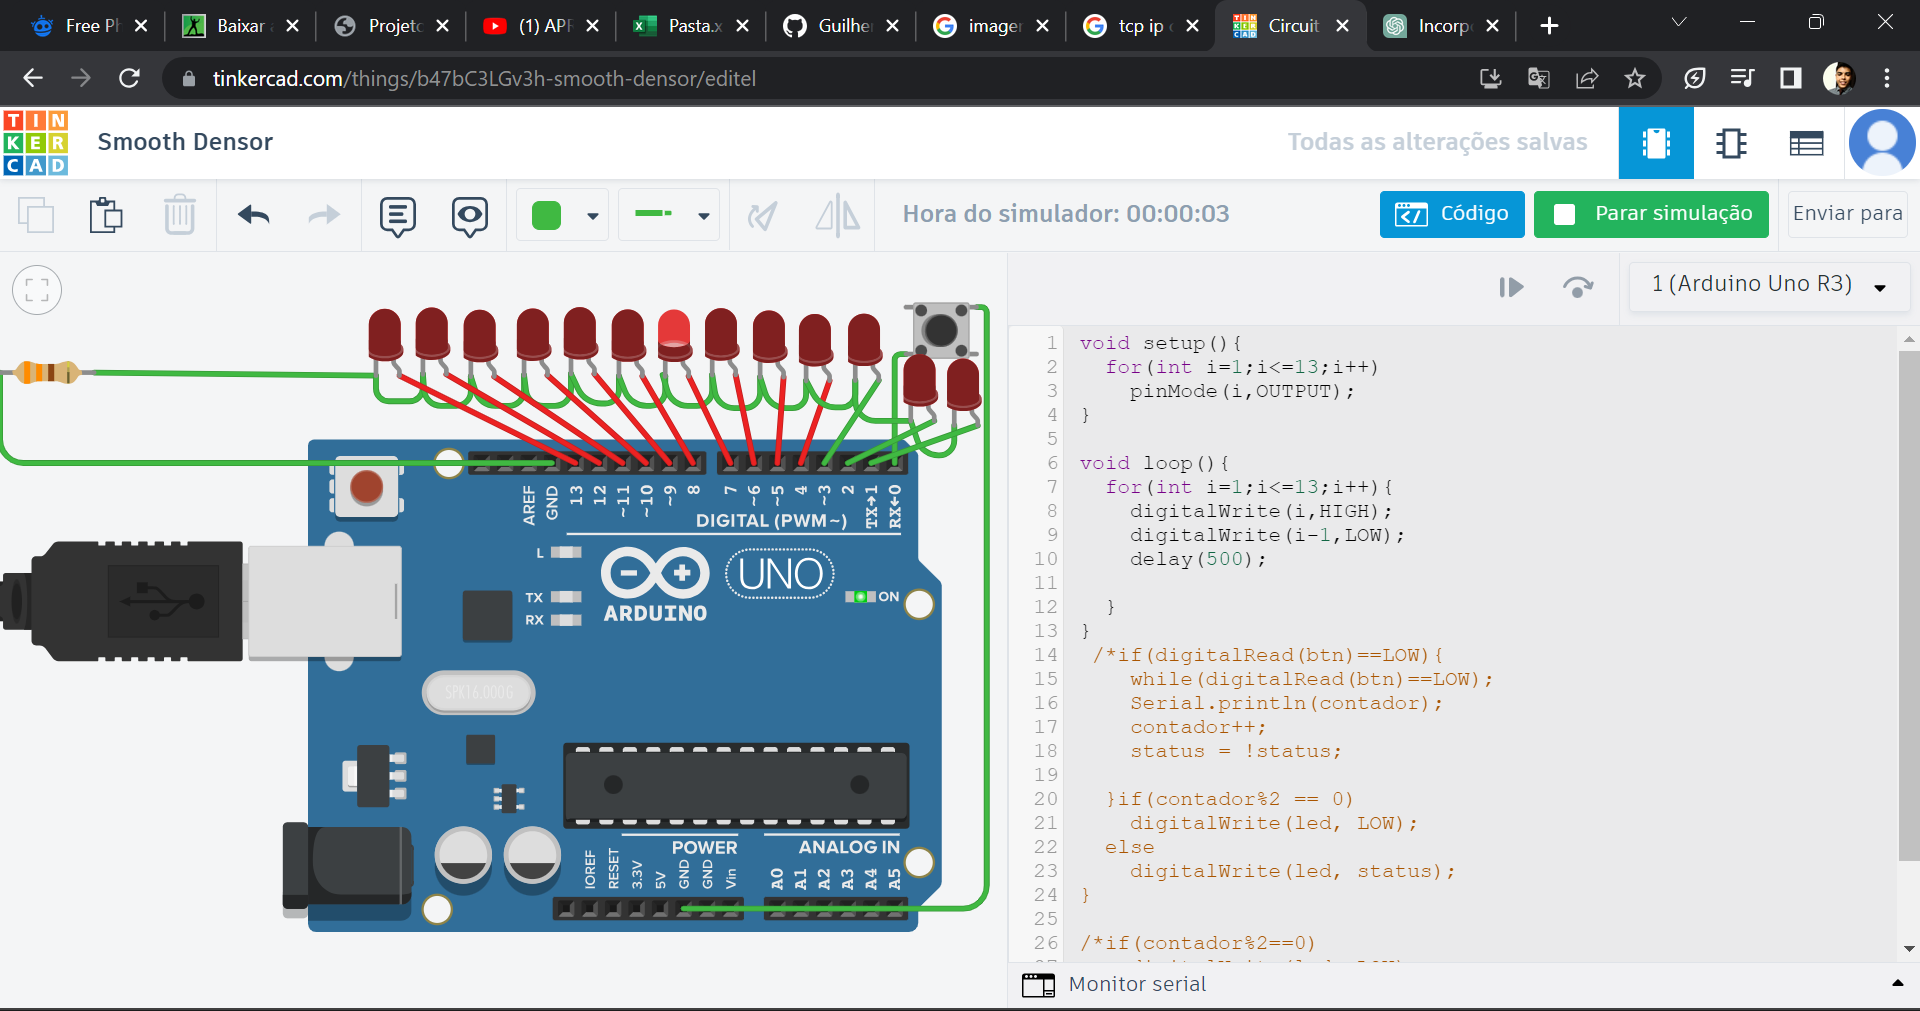 Free Ph
Baixar
Projeto
(1) APR
Pasta.x
Guilher
imager
tcp ip
Circuit
Incorp
tinkercad.com/things/b47bC3LGv3h-smooth-densor/editel
TIN
KER
CAD
Smooth Densor
Todas as alterações salvas
Hora do simulador: 00:00:03
Código
Parar simulação
Enviar para
1 (Arduino Uno R3)
1 void setup(){
2 for(int i=1;i<=13;i++)
3 pinMode(i,OUTPUT);
4 }
5
6 void loop(){
7 for(int i=1;i<=13;i++){
8 digitalWrite(i,HIGH);
9 digitalWrite(i-1,LOW);
10 delay(500);
11
12 }
13 }
14 /*if(digitalRead(btn)==LOW){
15 while(digitalRead(btn)==LOW);
16 Serial.println(contador);
17 contador++;
18 status = !status;
19
20 }if(contador%2 == 0)
21 digitalWrite(led, LOW);
22 else
23 digitalWrite(led, status);
24 }
25
26 /*if(contador%2==0)
AREF
GND
13
12
~11
~10
~9
8
7
~6
~5
4
~3
2
TX→1
RX←0
DIGITAL (PWM~)
L
TX
RX
ARDUINO
UNO
ON
SPKT6.000G
POWER
ANALOG IN
IOREF
RESET
3.3V
5V
GND
GND
Vin
A0
A1
A2
A3
A4
A5
Monitor serial